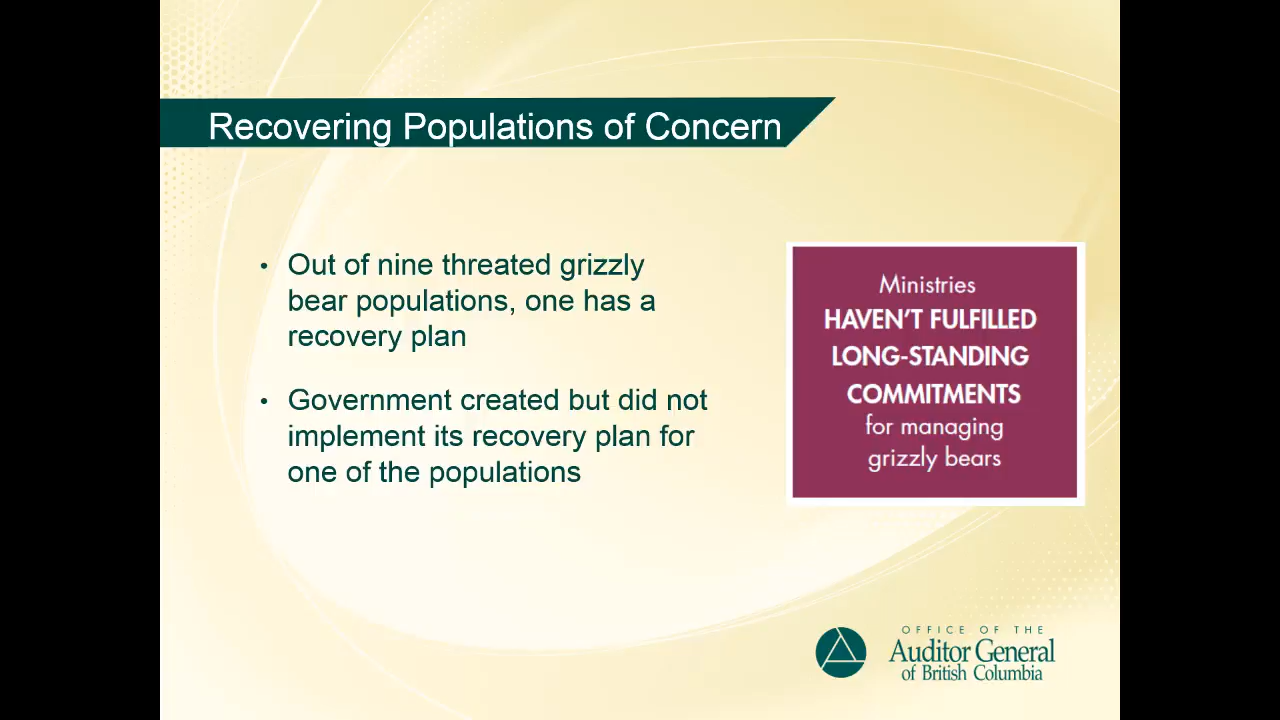 Recovering Populations of Concern
• Out of nine threated grizzly
bear populations, one has a
recovery plan
• Government created but did not
implement its recovery plan for
one of the populations
Ministries
HAVEN'T FULFILLED
LONG-STANDING
COMMITMENTS
for managing
grizzly bears
OFFICE OF THE
Auditor General
of British Columbia